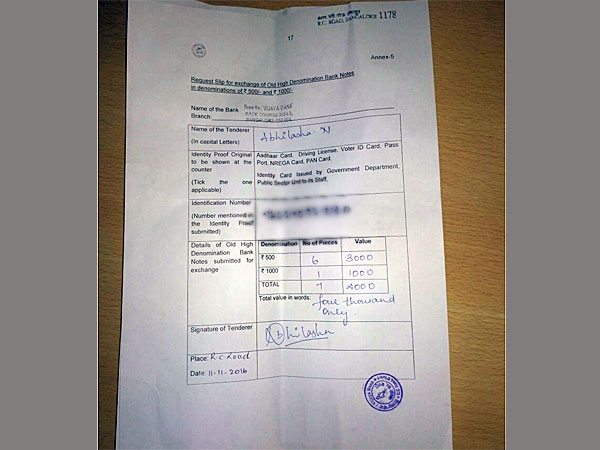 R.C. ROAD, BANGALORE 1178
17
Annex-5
Request Slip for exchange of Old High Denomination Bank Notes
in denominations of ₹ 500/- and ₹ 1000/-
Name of the Bank VIJAYA BANK
Branch: RACE COURSE ROAD,
Name of the Tenderer
(In capital Letters)
Abhilasha N
Identity Proof Original
to be shown at the
counter
(Tick the one
applicable)
Aadhaar Card, Driving License, Voter ID Card, Pass
Port, NREGA Card, PAN Card.
Identity Card Issued by Government Department,
Public Sector Unit to its Staff.
Identification Number
(Number mentioned in
the Identity Proof
submitted)
Details of Old High
Denomination Bank
Notes submitted for
exchange
Denomination No of Pieces Value
₹ 500 6 3000
₹ 1000 1 1000
TOTAL 7 4000
Total value in words: four thousand
only
Signature of Tenderer
Abhilasha
Place: R.C. Road
Date: 11-11-2016